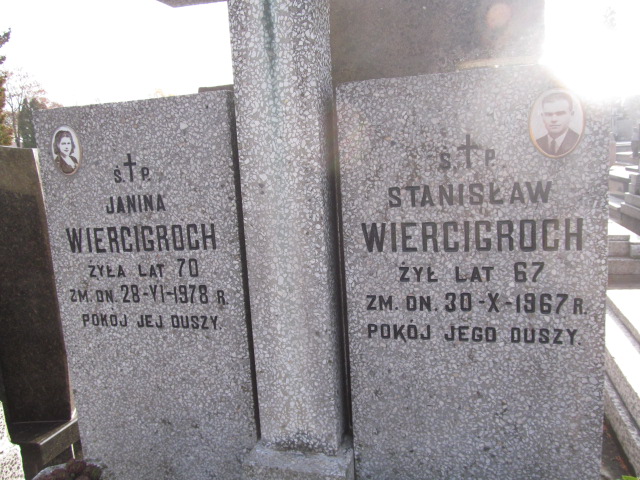 Ś. † P.
JANINA
WIERCIGROCH
ŻYŁA LAT 70
ZM. DN. 28-VI-1978 R.
POKÓJ JEJ DUSZY.
Ś. † P.
STANISŁAW
WIERCIGROCH
ŻYŁ LAT 67
ZM. DN. 30-X-1967 R.
POKÓJ JEGO DUSZY.